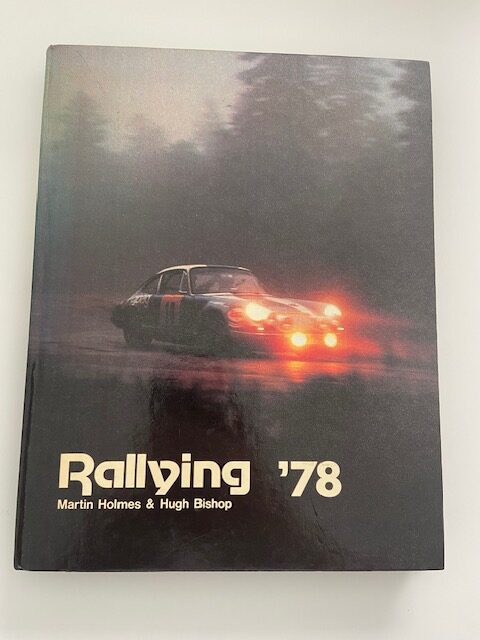 Rallying '78
Martin Holmes & Hugh Bishop